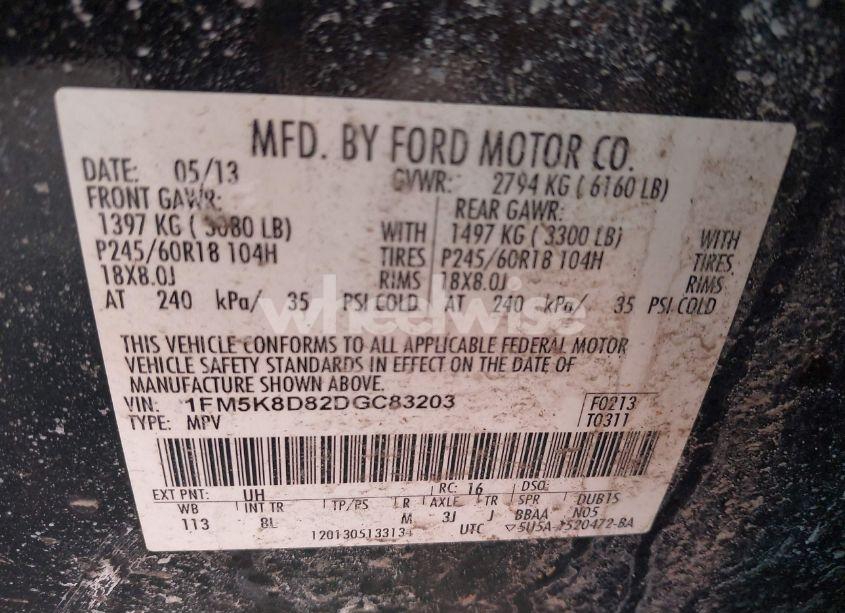 MFD. BY FORD MOTOR CO.
DATE: 05/13 GVWR: 2794 KG ( 6160 LB)
FRONT GAWR: REAR GAWR:
1397 KG ( 3080 LB) WITH 1497 KG ( 3300 LB) WITH
P245/60R18 104H TIRES P245/60R18 104H TIRES
18X8.0J RIMS 18X8.0J RIMS
AT 240 kPa/ 35 PSI COLD AT 240 kPa/ 35 PSI COLD
wheelwise
THIS VEHICLE CONFORMS TO ALL APPLICABLE FEDERAL MOTOR
VEHICLE SAFETY STANDARDS IN EFFECT ON THE DATE OF
MANUFACTURE SHOWN ABOVE.
VIN: 1FM5K8D82DGC83203 F0213
TYPE: MPV T0311
EXT PNT: UH RC: 16 DSO:
WB INT TR TP/PS R AXLE TR SPR DUB15
113 8L M 3J J BBAA N05
UTC